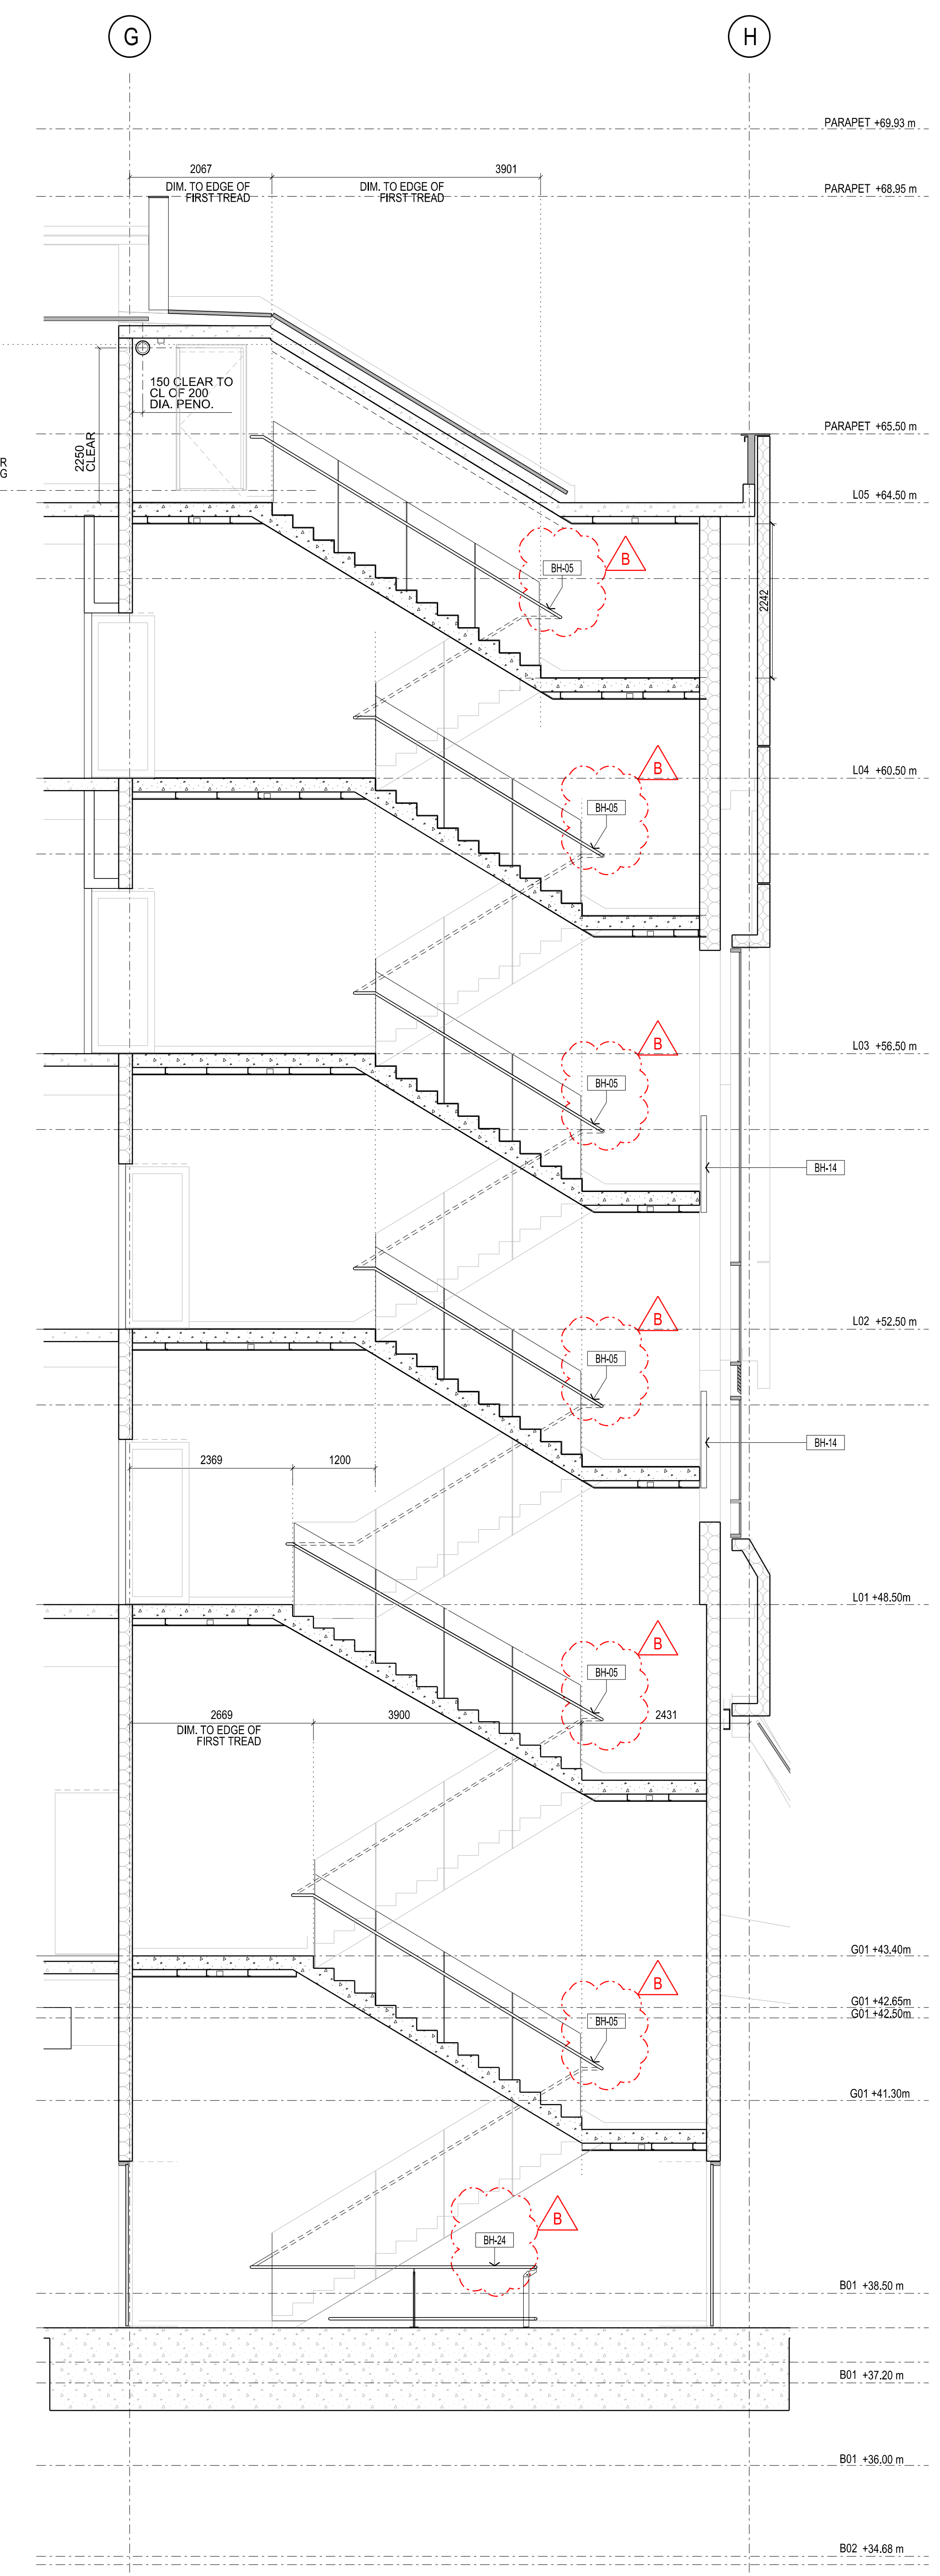 G
H
PARAPET +69.93 m
2067
3901
DIM. TO EDGE OF
FIRST TREAD
DIM. TO EDGE OF
FIRST TREAD
PARAPET +68.95 m
150 CLEAR TO
CL OF 200
DIA. PENO.
2250
CLEAR
R
G
PARAPET +65.50 m
L05 +64.50 m
B
BH-05
2242
B
L04 +60.50 m
BH-05
B
L03 +56.50 m
BH-05
BH-14
B
L02 +52.50 m
BH-05
BH-14
2369
1200
L01 +48.50m
B
BH-05
2669
3900
2431
DIM. TO EDGE OF
FIRST TREAD
G01 +43.40m
B
G01 +42.65m
G01 +42.50m
BH-05
G01 +41.30m
B
BH-24
B01 +38.50 m
B01 +37.20 m
B01 +36.00 m
B02 +34.68 m